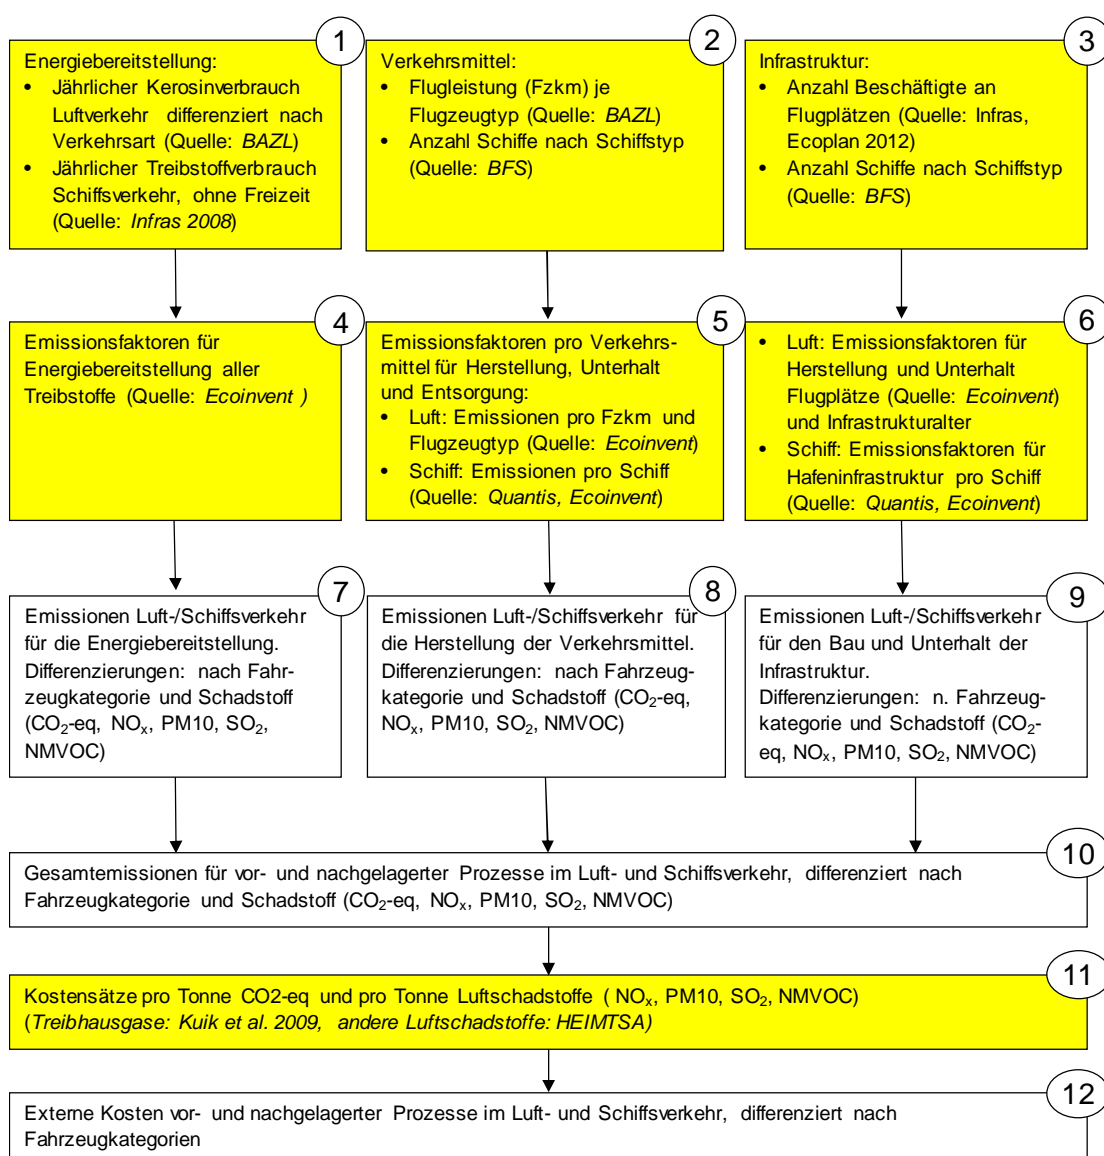 1
Energiebereitstellung:
• Jährlicher Kerosinverbrauch
Luftverkehr differenziert nach
Verkehrsart (Quelle: BAZL)
• Jährlicher Treibstoffverbrauch
Schiffsverkehr, ohne Freizeit
(Quelle: Infras 2008)
2
Verkehrsmittel:
• Flugleistung (Fzkm) je
Flugzeugtyp (Quelle: BAZL)
• Anzahl Schiffe nach Schiffstyp
(Quelle: BFS)
3
Infrastruktur:
• Anzahl Beschäftigte an
Flugplätzen (Quelle: Infras,
Ecoplan 2012)
• Anzahl Schiffe nach Schiffstyp
(Quelle: BFS)
4
Emissionsfaktoren für
Energiebereitstellung aller
Treibstoffe (Quelle: Ecoinvent )
5
Emissionsfaktoren pro Verkehrs-
mittel für Herstellung, Unterhalt
und Entsorgung:
• Luft: Emissionen pro Fzkm und
Flugzeugtyp (Quelle: Ecoinvent)
• Schiff: Emissionen pro Schiff
(Quelle: Quantis, Ecoinvent)
6
• Luft: Emissionsfaktoren für
Herstellung und Unterhalt
Flugplätze (Quelle: Ecoinvent)
und Infrastrukturalter
• Schiff: Emissionsfaktoren für
Hafeninfrastruktur pro Schiff
(Quelle: Quantis, Ecoinvent)
7
Emissionen Luft-/Schiffsverkehr
für die Energiebereitstellung.
Differenzierungen: nach Fahr-
zeugkategorie und Schadstoff
(CO₂-eq, NOₓ, PM10, SO₂,
NMVOC)
8
Emissionen Luft-/Schiffsverkehr für
die Herstellung der Verkehrsmittel.
Differenzierungen: nach Fahrzeug-
kategorie und Schadstoff (CO₂-eq,
NOₓ, PM10, SO₂, NMVOC)
9
Emissionen Luft-/Schiffsverkehr
für den Bau und Unterhalt der
Infrastruktur.
Differenzierungen: n. Fahrzeug-
kategorie und Schadstoff (CO₂-
eq, NOₓ, PM10, SO₂, NMVOC)
10
Gesamtemissionen für vor- und nachgelagerter Prozesse im Luft- und Schiffsverkehr, differenziert nach
Fahrzeugkategorie und Schadstoff (CO₂-eq, NOₓ, PM10, SO₂, NMVOC)
11
Kostensätze pro Tonne CO2-eq und pro Tonne Luftschadstoffe ( NOₓ, PM10, SO₂, NMVOC)
(Treibhausgase: Kuik et al. 2009, andere Luftschadstoffe: HEIMTSA)
12
Externe Kosten vor- und nachgelagerter Prozesse im Luft- und Schiffsverkehr, differenziert nach
Fahrzeugkategorien